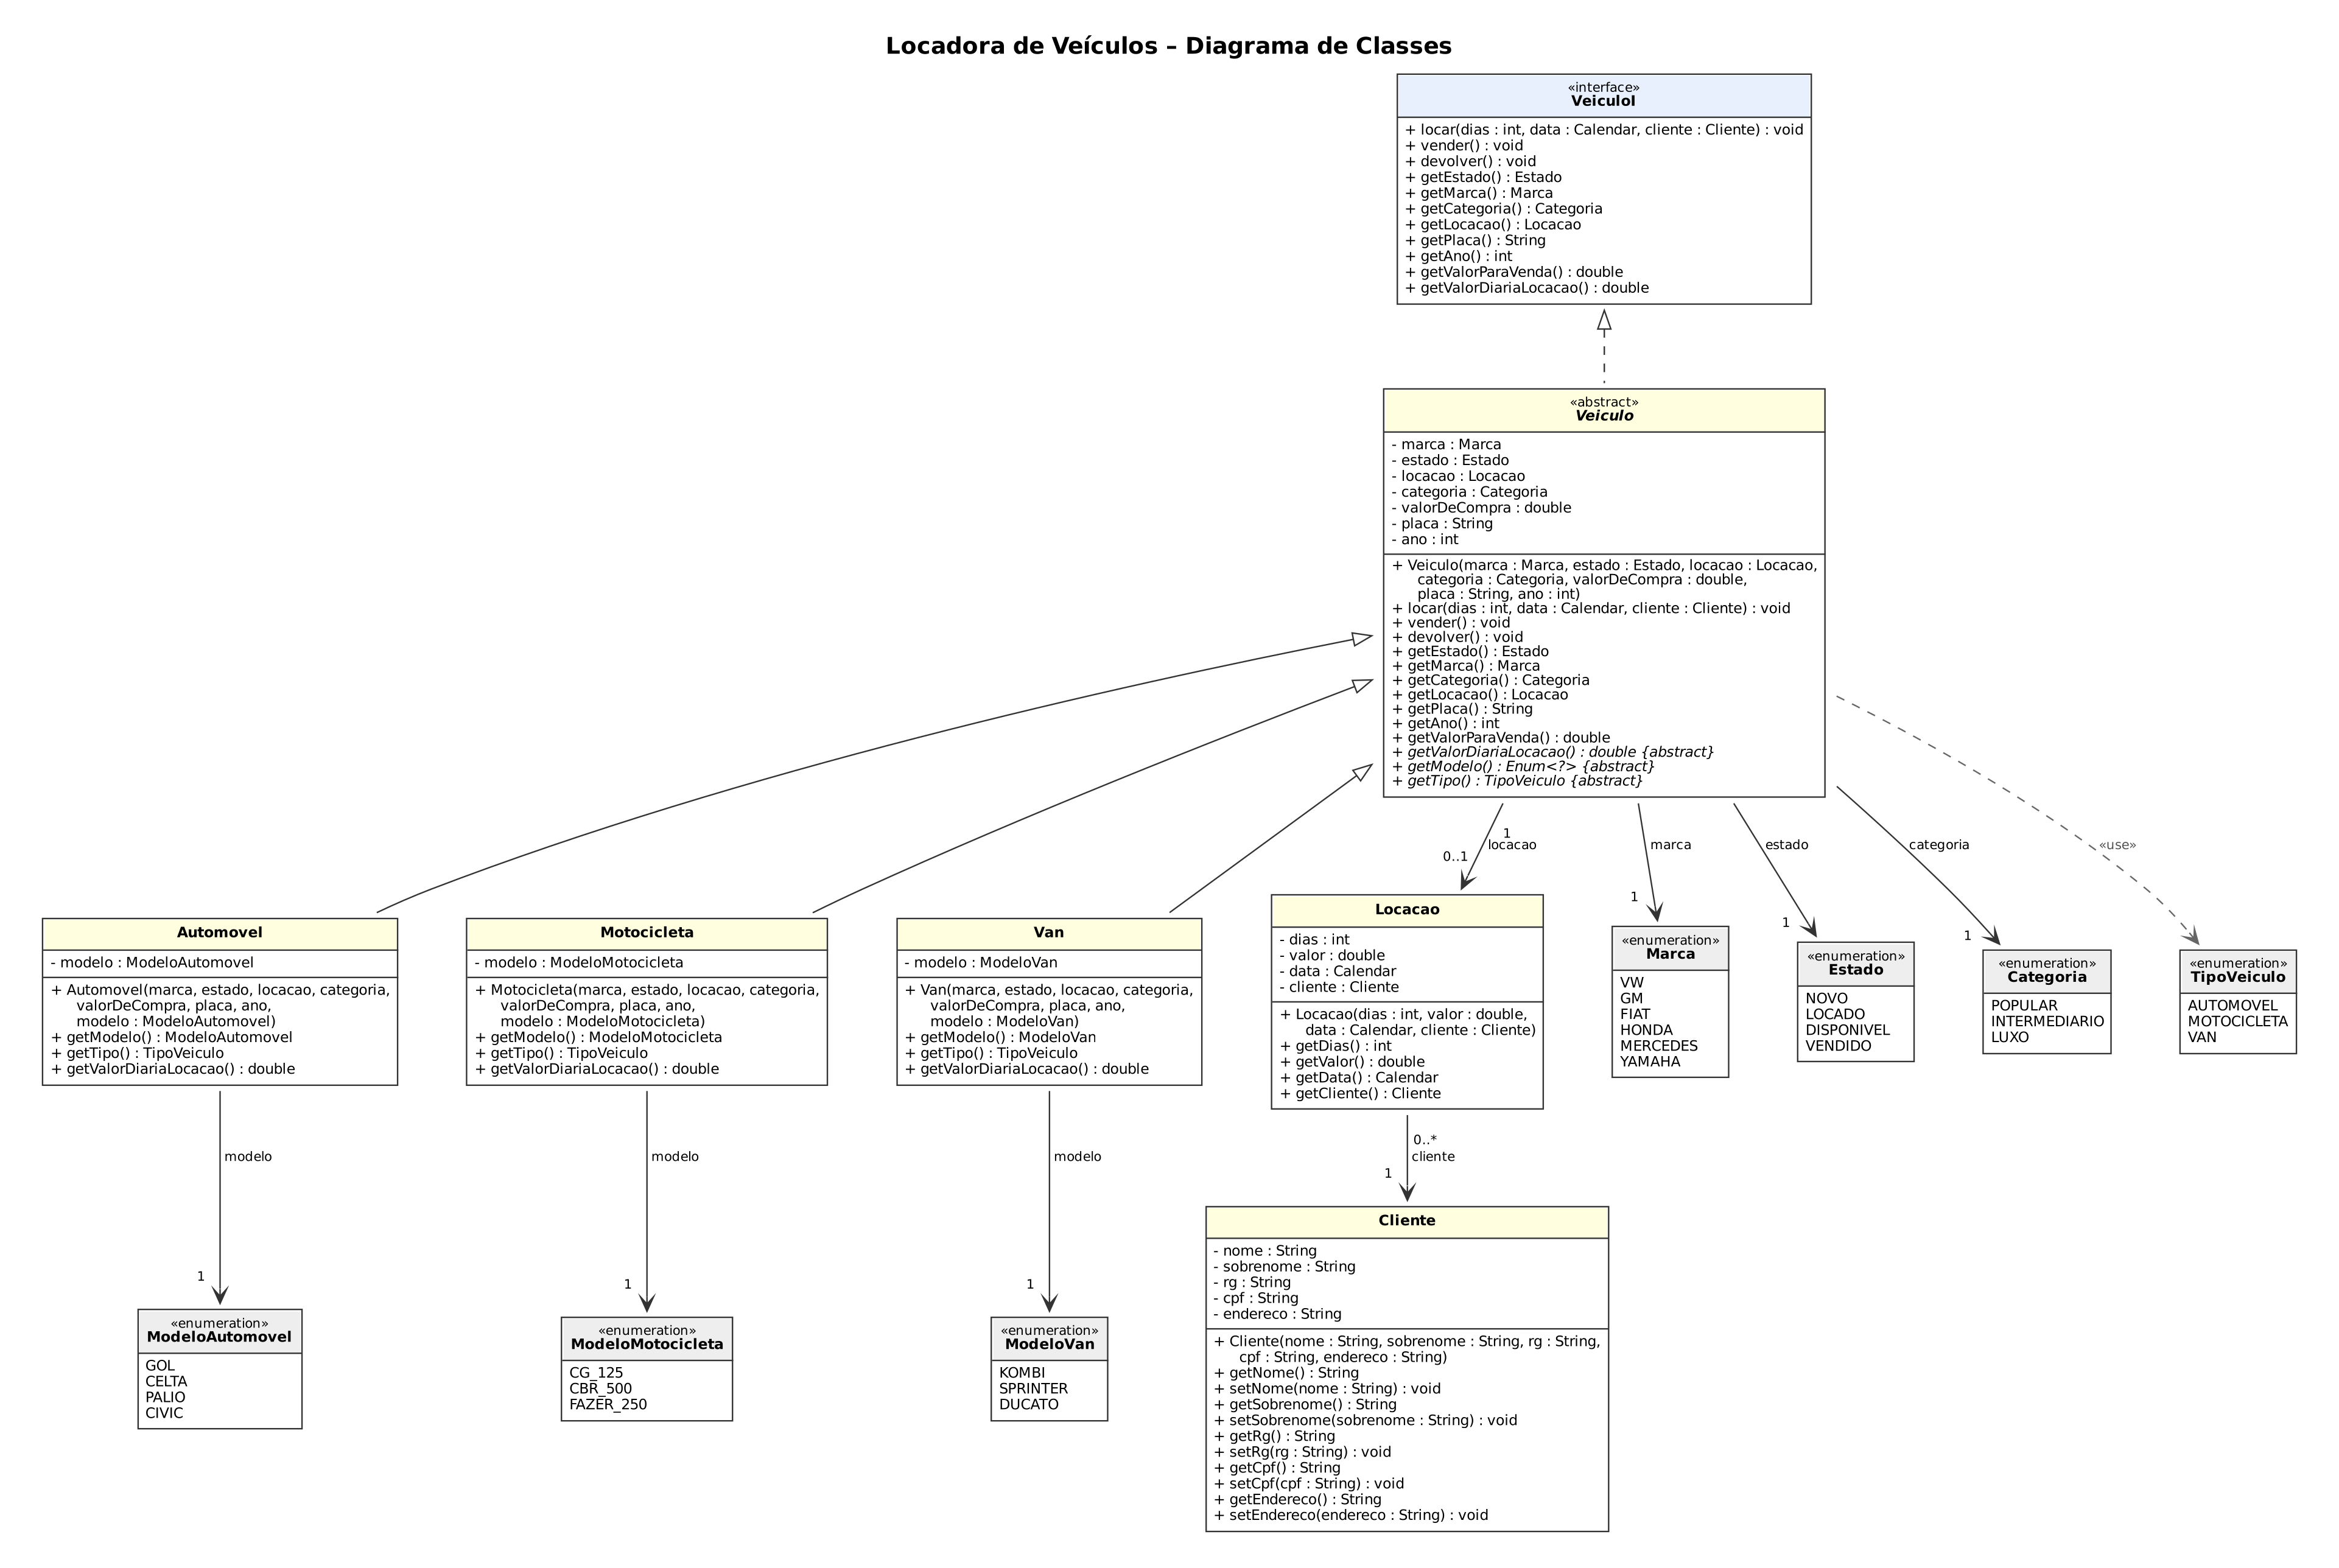 Locadora de Veículos – Diagrama de Classes
«interface»
VeiculoI
+ locar(dias : int, data : Calendar, cliente : Cliente) : void
+ vender() : void
+ devolver() : void
+ getEstado() : Estado
+ getMarca() : Marca
+ getCategoria() : Categoria
+ getLocacao() : Locacao
+ getPlaca() : String
+ getAno() : int
+ getValorParaVenda() : double
+ getValorDiariaLocacao() : double
«abstract»
Veiculo
- marca : Marca
- estado : Estado
- locacao : Locacao
- categoria : Categoria
- valorDeCompra : double
- placa : String
- ano : int
+ Veiculo(marca : Marca, estado : Estado, locacao : Locacao,
categoria : Categoria, valorDeCompra : double,
placa : String, ano : int)
+ locar(dias : int, data : Calendar, cliente : Cliente) : void
+ vender() : void
+ devolver() : void
+ getEstado() : Estado
+ getMarca() : Marca
+ getCategoria() : Categoria
+ getLocacao() : Locacao
+ getPlaca() : String
+ getAno() : int
+ getValorParaVenda() : double
+ getValorDiariaLocacao() : double {abstract}
+ getModelo() : Enum<?> {abstract}
+ getTipo() : TipoVeiculo {abstract}
1
locacao
0..1
marca
1
estado
1
categoria
1
«use»
Automovel
- modelo : ModeloAutomovel
+ Automovel(marca, estado, locacao, categoria,
valorDeCompra, placa, ano,
modelo : ModeloAutomovel)
+ getModelo() : ModeloAutomovel
+ getTipo() : TipoVeiculo
+ getValorDiariaLocacao() : double
Motocicleta
- modelo : ModeloMotocicleta
+ Motocicleta(marca, estado, locacao, categoria,
valorDeCompra, placa, ano,
modelo : ModeloMotocicleta)
+ getModelo() : ModeloMotocicleta
+ getTipo() : TipoVeiculo
+ getValorDiariaLocacao() : double
Van
- modelo : ModeloVan
+ Van(marca, estado, locacao, categoria,
valorDeCompra, placa, ano,
modelo : ModeloVan)
+ getModelo() : ModeloVan
+ getTipo() : TipoVeiculo
+ getValorDiariaLocacao() : double
Locacao
- dias : int
- valor : double
- data : Calendar
- cliente : Cliente
+ Locacao(dias : int, valor : double,
data : Calendar, cliente : Cliente)
+ getDias() : int
+ getValor() : double
+ getData() : Calendar
+ getCliente() : Cliente
«enumeration»
Marca
VW
GM
FIAT
HONDA
MERCEDES
YAMAHA
«enumeration»
Estado
NOVO
LOCADO
DISPONIVEL
VENDIDO
«enumeration»
Categoria
POPULAR
INTERMEDIARIO
LUXO
«enumeration»
TipoVeiculo
AUTOMOVEL
MOTOCICLETA
VAN
modelo
1
modelo
1
modelo
1
0..*
cliente
1
«enumeration»
ModeloAutomovel
GOL
CELTA
PALIO
CIVIC
«enumeration»
ModeloMotocicleta
CG_125
CBR_500
FAZER_250
«enumeration»
ModeloVan
KOMBI
SPRINTER
DUCATO
Cliente
- nome : String
- sobrenome : String
- rg : String
- cpf : String
- endereco : String
+ Cliente(nome : String, sobrenome : String, rg : String,
cpf : String, endereco : String)
+ getNome() : String
+ setNome(nome : String) : void
+ getSobrenome() : String
+ setSobrenome(sobrenome : String) : void
+ getRg() : String
+ setRg(rg : String) : void
+ getCpf() : String
+ setCpf(cpf : String) : void
+ getEndereco() : String
+ setEndereco(endereco : String) : void